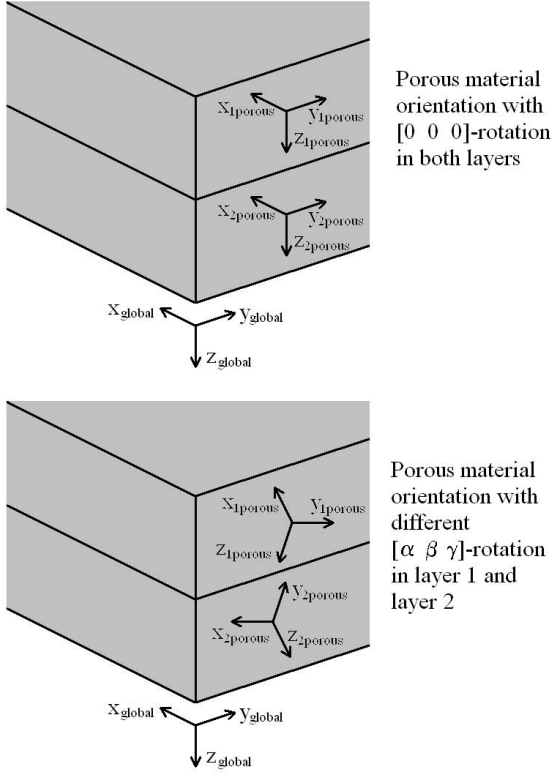 x1porous
y1porous
z1porous
x2porous
y2porous
z2porous
xglobal
yglobal
zglobal
Porous material
orientation with
[0 0 0]-rotation
in both layers
x1porous
y1porous
z1porous
y2porous
x2porous
z2porous
xglobal
yglobal
zglobal
Porous material
orientation with
different
[α β γ]-rotation
in layer 1 and
layer 2